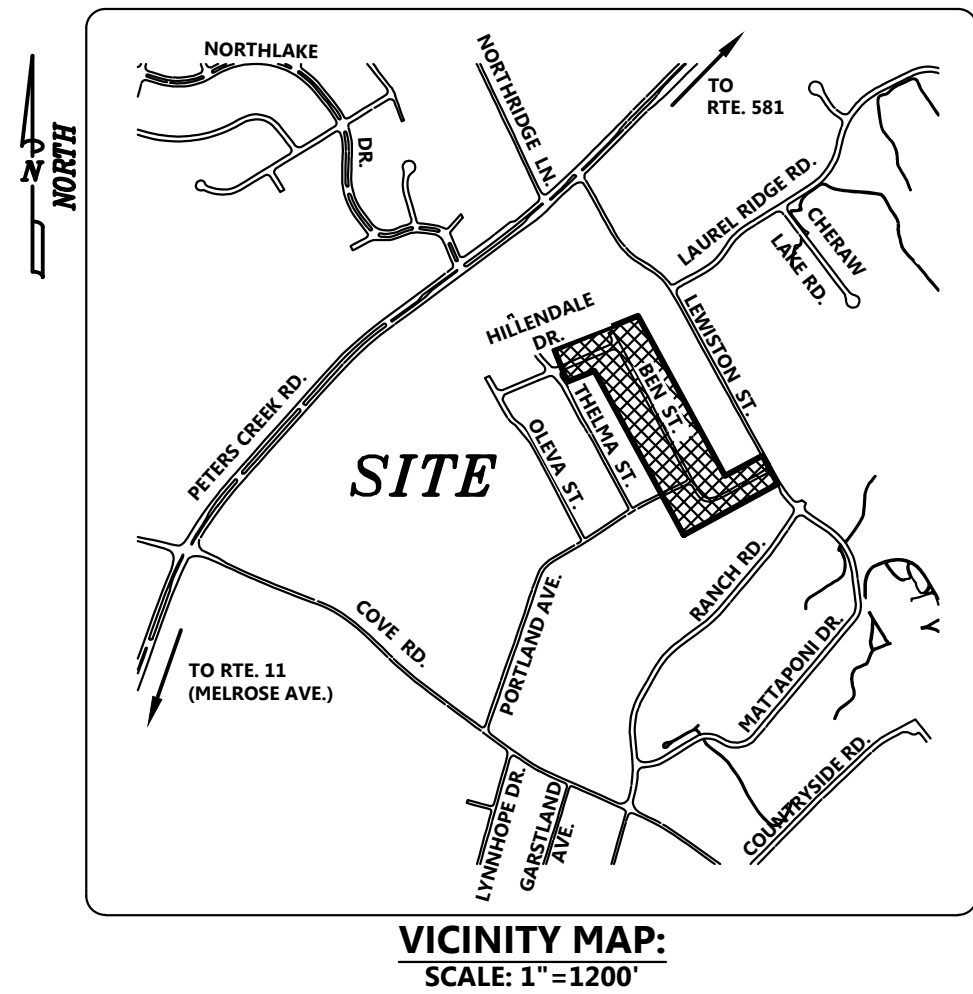 NORTHLAKE
DR.
NORTHRIDGE LN.
TO
RTE. 581
N
NORTH
LAUREL RIDGE RD.
CHERAW
LAKE RD.
HILLENDALE
DR.
LEWISTON ST.
BEN ST.
THELMA ST.
OLEVA ST.
PETERS CREEK RD.
SITE
RANCH RD.
COVE RD.
PORTLAND AVE.
MATTAPONI DR.
TO RTE. 11
(MELROSE AVE.)
COUNTRYSIDE RD.
LYNNHOPE DR.
GARSTLAND
AVE.
VICINITY MAP:
SCALE: 1"=1200'